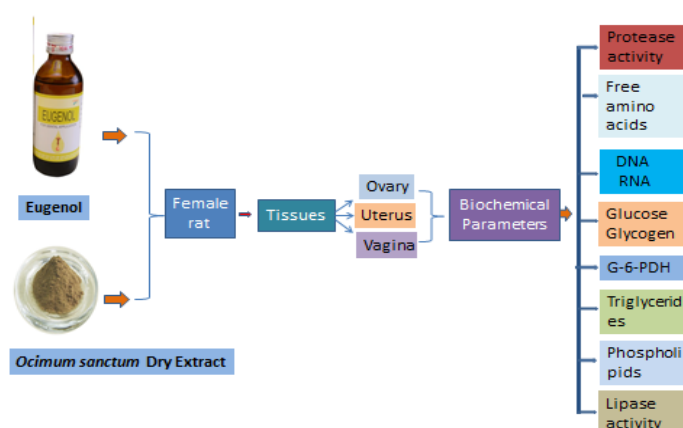 EUGENOL
Eugenol
Ocimum sanctum Dry Extract
Female
rat
Tissues
Ovary
Uterus
Vagina
Biochemical
Parameters
Protease
activity
Free
amino
acids
DNA
RNA
Glucose
Glycogen
G-6-PDH
Triglycerid
es
Phospholi
pids
Lipase
activity